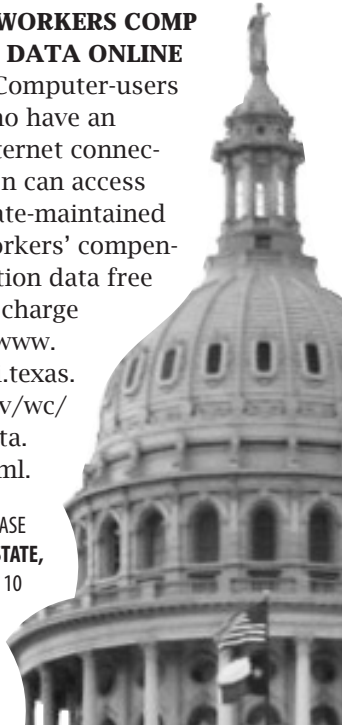 WORKERS COMP
DATA ONLINE
Computer-users
ho have an
ternet connec-
n can access
ate-maintained
orkers’ compen-
tion data free
charge
www.
.texas.
v/wc/
ta.
ml.
ASE
STATE,
10